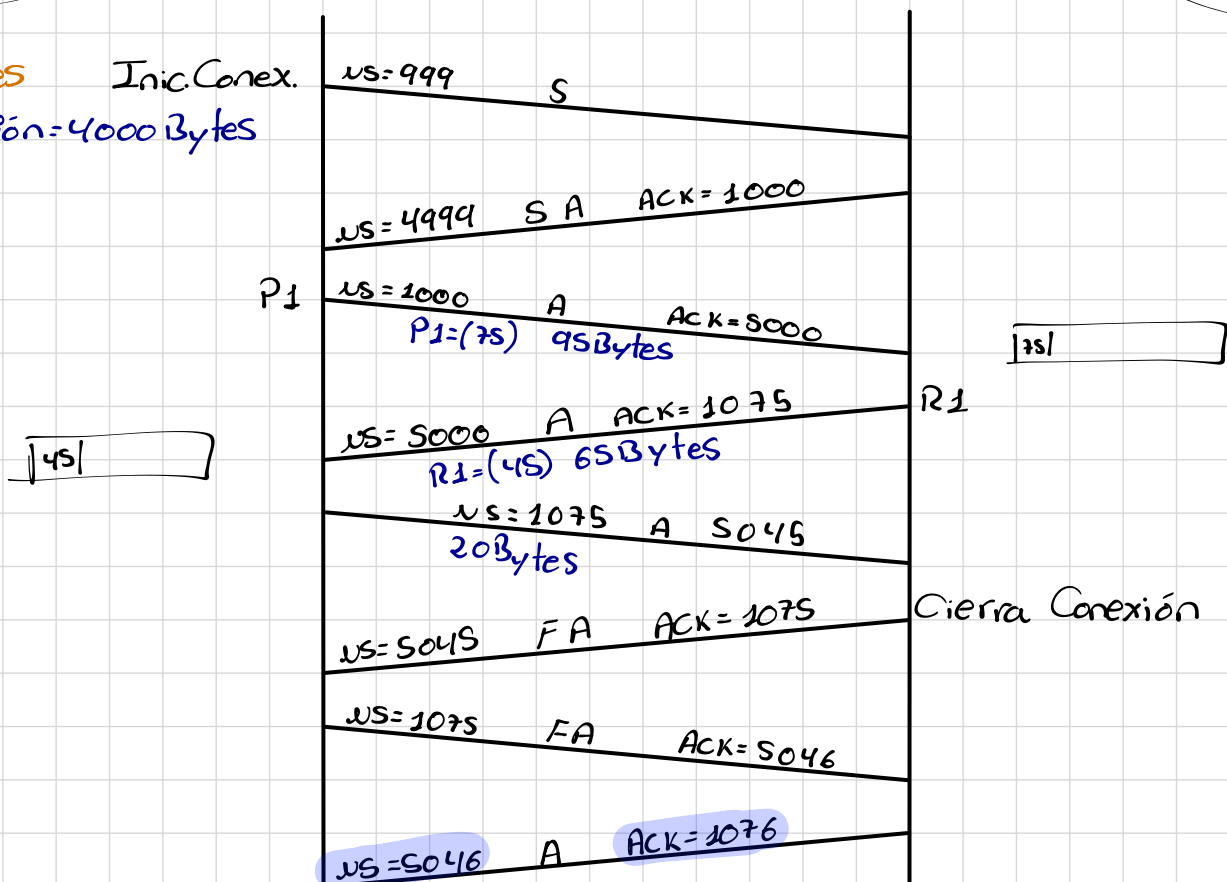 es
Inic.Conex.
NS=999 S
ón=4000Bytes
NS=4999 S A ACK=1000
P1
NS=1000 A ACK=5000
P1=(75) 95Bytes
75
R1
NS=5000 A ACK=1075
R1=(45) 65Bytes
45
NS=1075 A 5045
20Bytes
Cierra Conexión
NS=5045 FA ACK=1075
NS=1075 FA ACK=5046
NS=5046 A ACK=1076